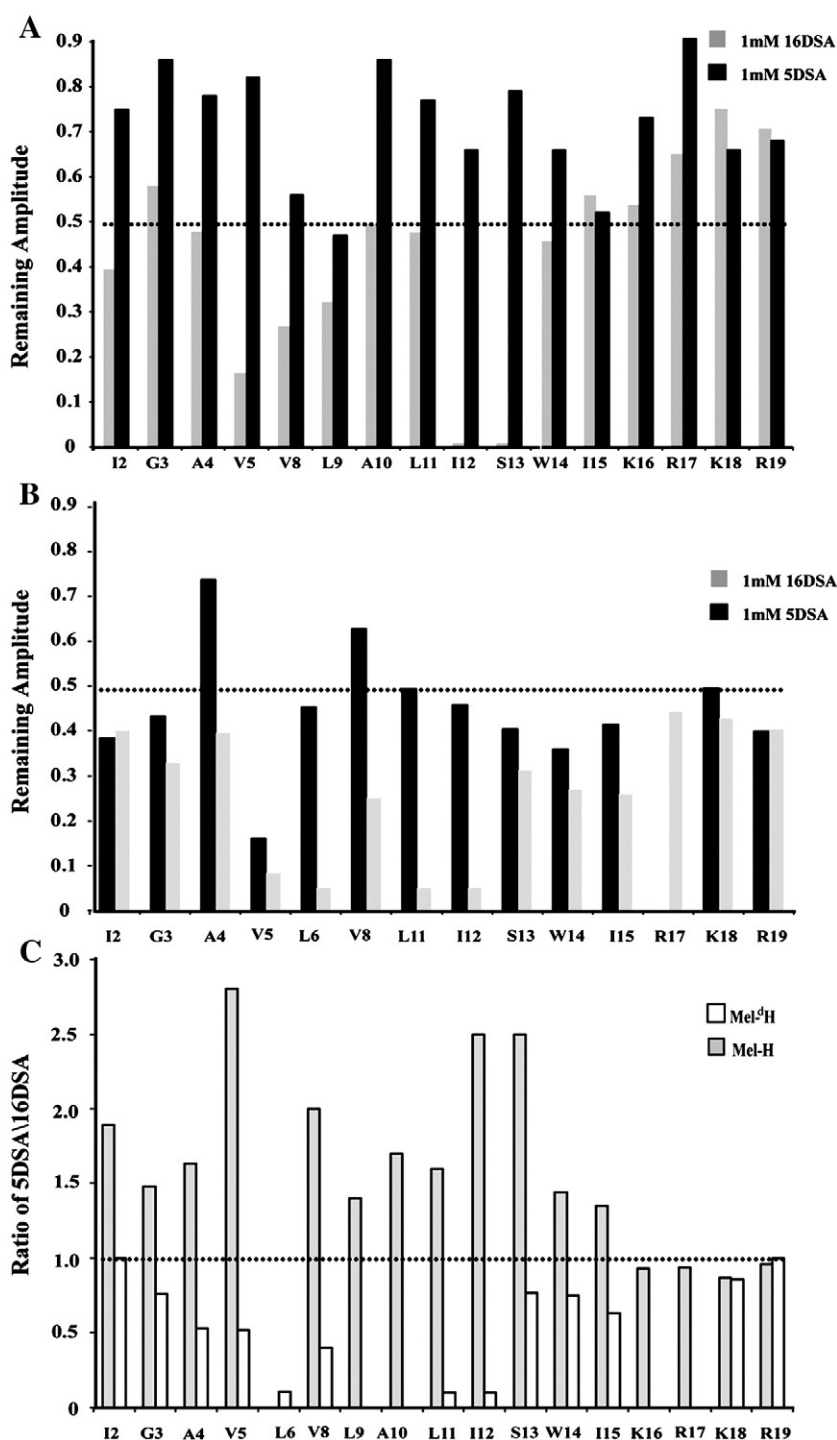 A
Remaining Amplitude
0.9
0.8
0.7
0.6
0.5
0.4
0.3
0.2
0.1
0
1mM 16DSA
1mM 5DSA
I2 G3 A4 V5 V8 L9 A10 L11 I12 S13 W14 I15 K16 R17 K18 R19
B
Remaining Amplitude
0.9
0.8
0.7
0.6
0.5
0.4
0.3
0.2
0.1
0
1mM 16DSA
1mM 5DSA
I2 G3 A4 V5 L6 V8 L11 I12 S13 W14 I15 R17 K18 R19
C
Ratio of 5DSA\16DSA
3.0
2.5
2.0
1.5
1.0
0.5
0
Mel-ᵈH
Mel-H
I2 G3 A4 V5 L6 V8 L9 A10 L11 I12 S13 W14 I15 K16 R17 K18 R19